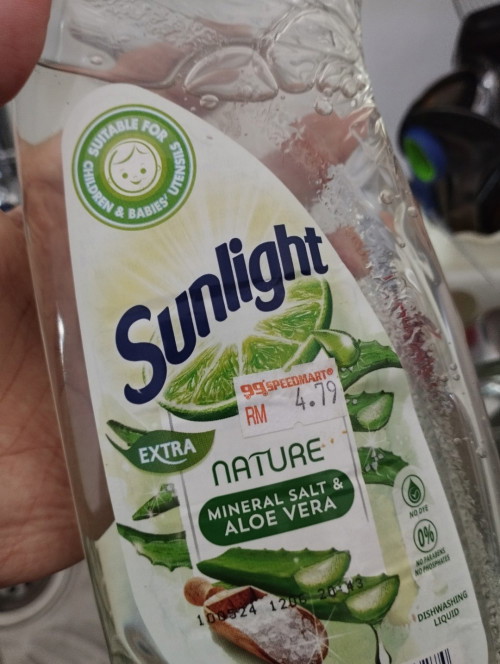 SUITABLE FOR
CHILDREN & BABIES' UTENSILS
Sunlight
99 SPEEDMART®
RM 4.79
EXTRA
NATURE
MINERAL SALT &
ALOE VERA
NO DYE
0%
NO PARABENS
NO PHOSPHATES
DISHWASHING
LIQUID